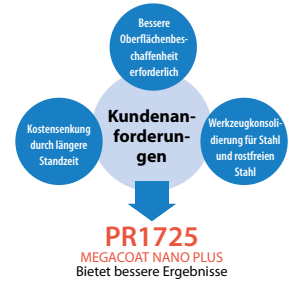 Bessere
Oberflächenbes-
chaffenheit
erforderlich
Kostensenkung
durch längere
Standzeit
Kundenan-
forderun-
gen
Werkzeugkonsoli-
dierung für Stahl
und rostfreien
Stahl
PR1725
MEGACOAT NANO PLUS
Bietet bessere Ergebnisse